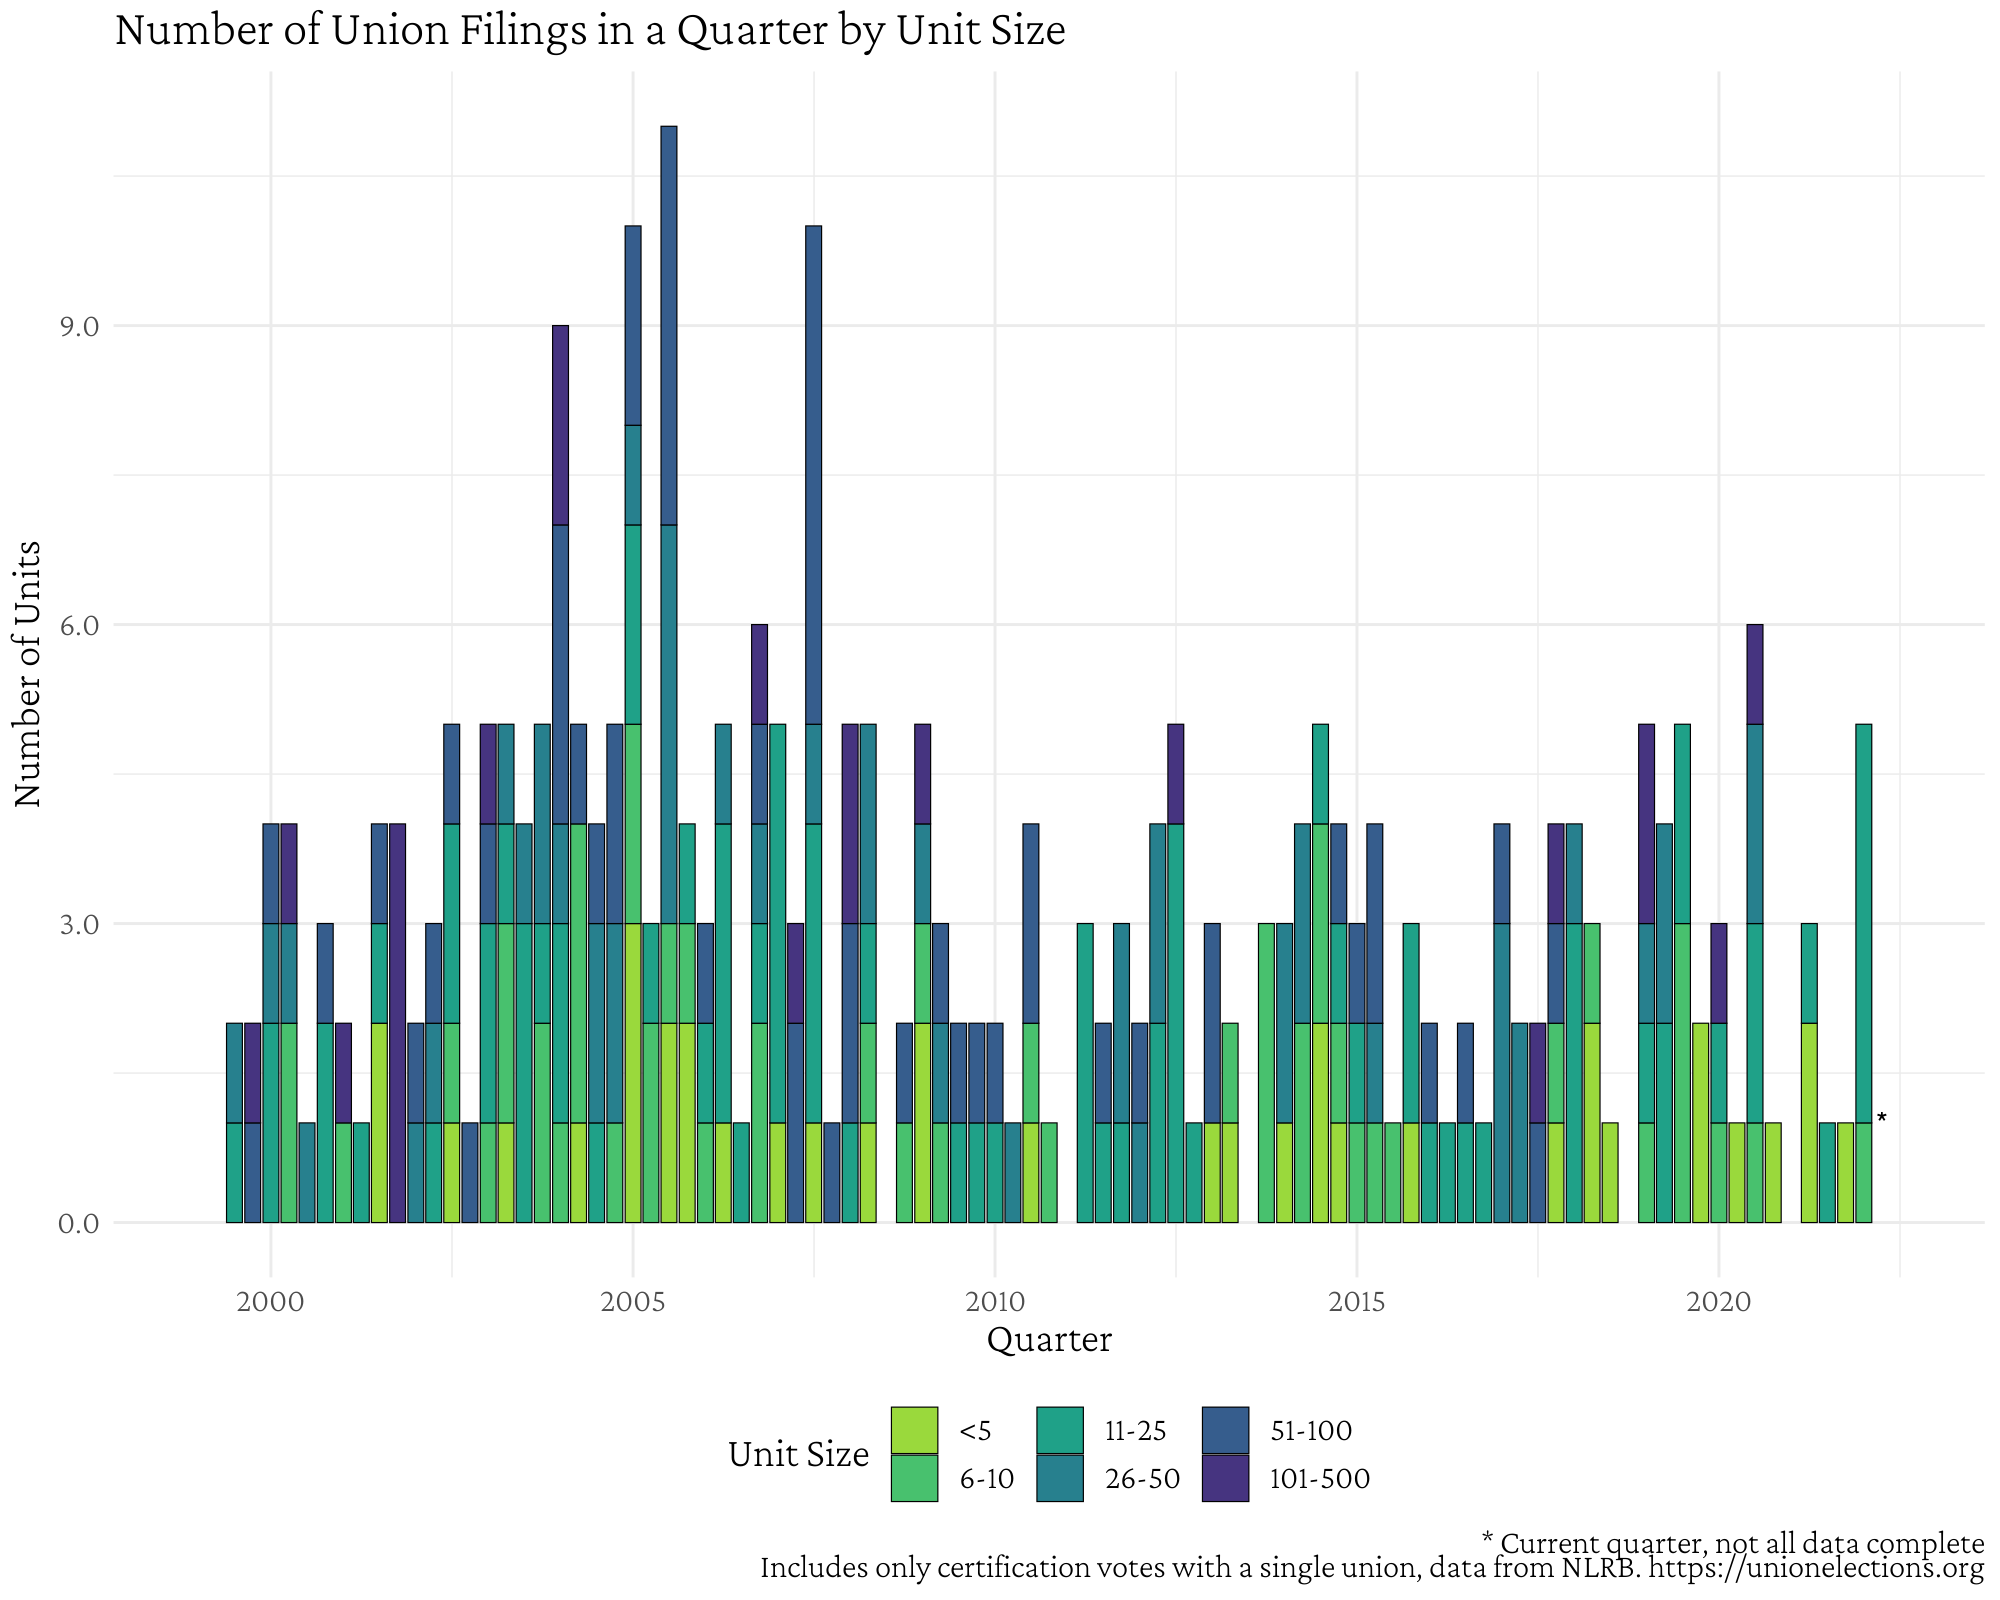 Number of Union Filings in a Quarter by Unit Size
Number of Units
9.0
6.0
3.0
0.0
*
2000 2005 2010 2015 2020
Quarter
Unit Size
<5 11-25 51-100
6-10 26-50 101-500
* Current quarter, not all data complete
Includes only certification votes with a single union, data from NLRB. https://unionelections.org